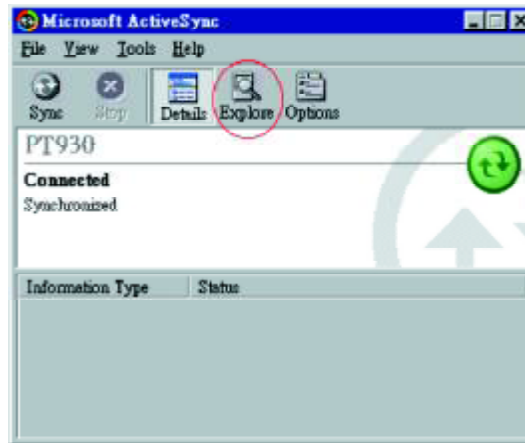 Microsoft ActiveSync
File View Tools Help
Sync Stop Details Explore Options
PT930
Connected
Synchronized
Information Type Status